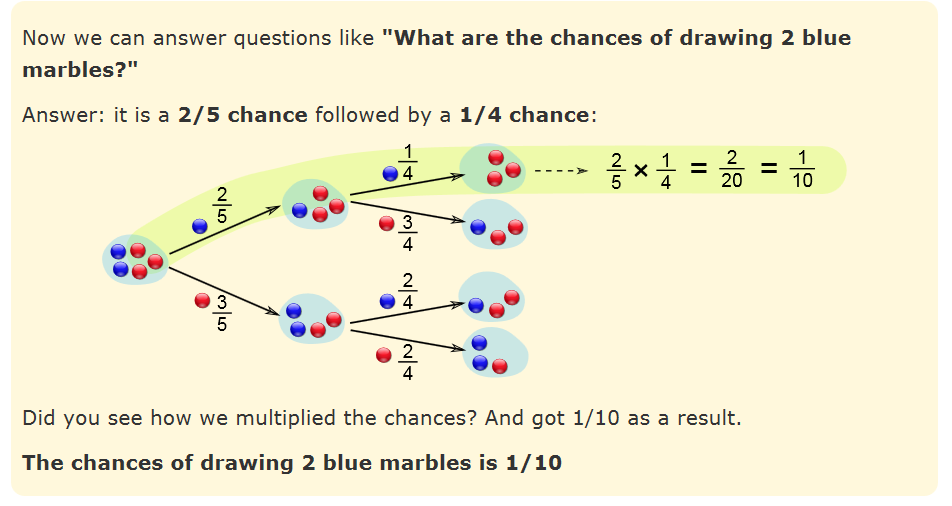 Now we can answer questions like "What are the chances of drawing 2 blue
marbles?"
Answer: it is a 2/5 chance followed by a 1/4 chance:
1/4
2/5 × 1/4 = 2/20 = 1/10
2/5
3/4
2/4
3/5
2/4
Did you see how we multiplied the chances? And got 1/10 as a result.
The chances of drawing 2 blue marbles is 1/10